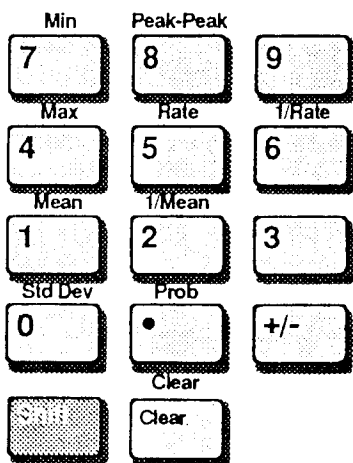 Min Peak-Peak
7 8 9
Max Rate 1/Rate
4 5 6
Mean 1/Mean
1 2 3
Std Dev Prob
0 • +/-
Clear
Shift Clear